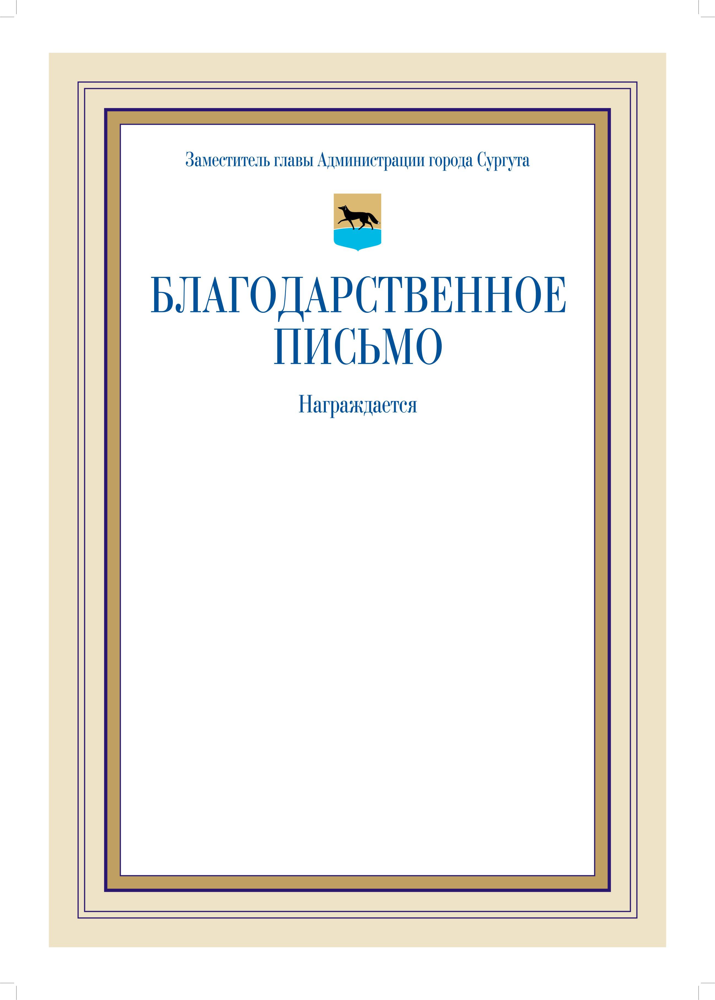 Заместитель главы Администрации города Сургута
БЛАГОДАРСТВЕННОЕ
ПИСЬМО
Награждается